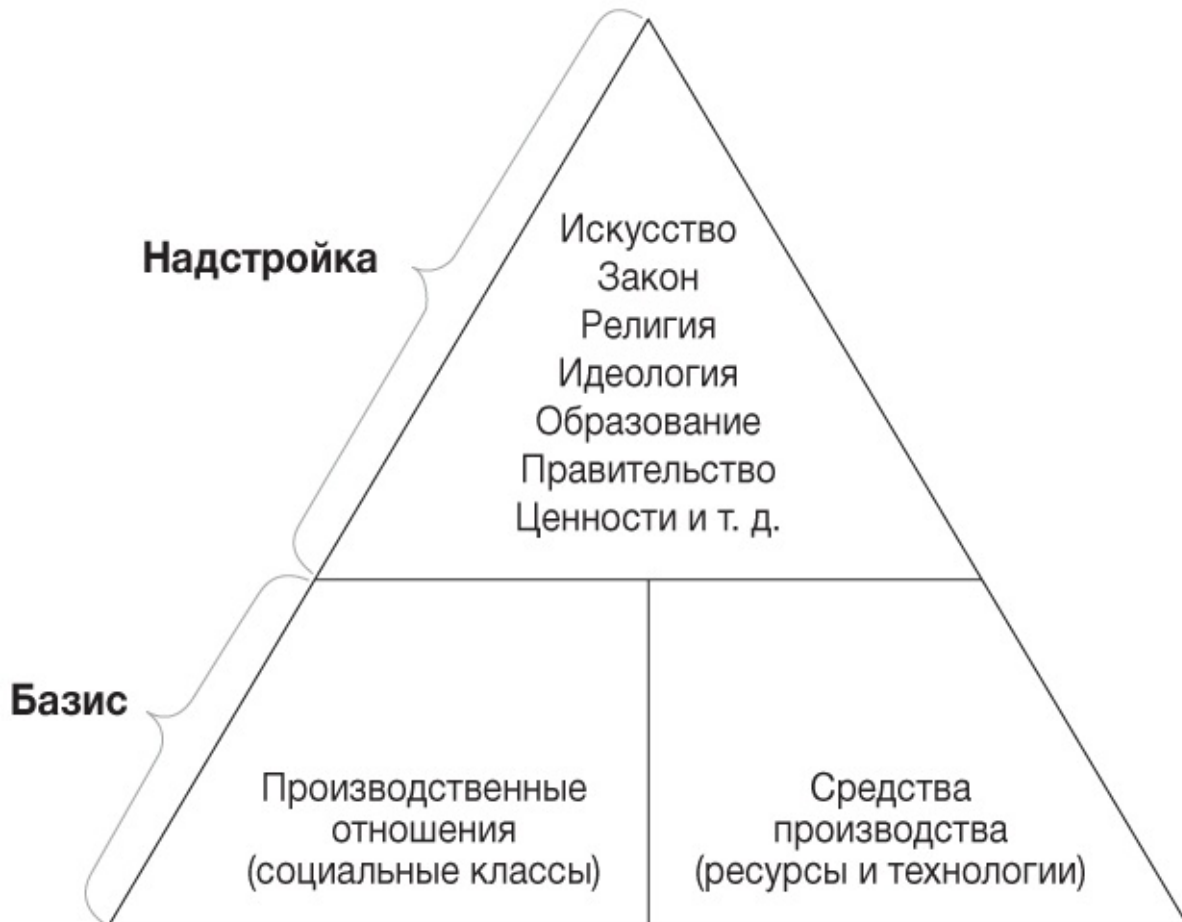 Надстройка
Искусство
Закон
Религия
Идеология
Образование
Правительство
Ценности и т. д.
Базис
Производственные
отношения
(социальные классы)
Средства
производства
(ресурсы и технологии)